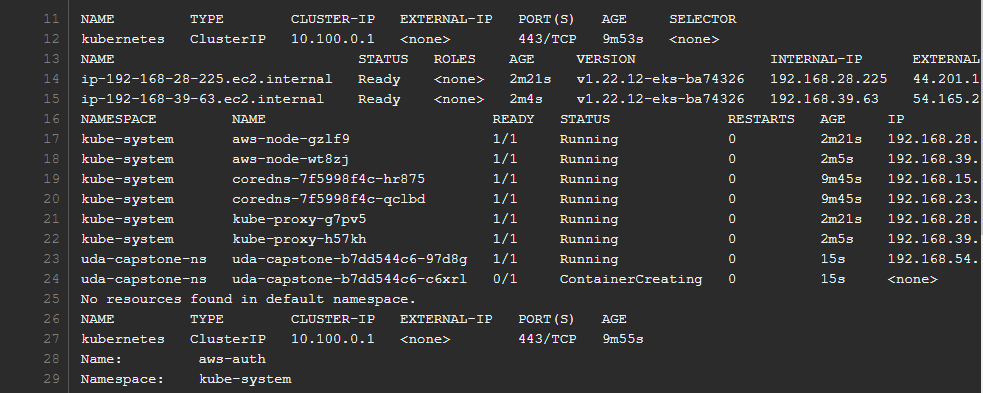 11 NAME TYPE CLUSTER-IP EXTERNAL-IP PORT(S) AGE SELECTOR
12 kubernetes ClusterIP 10.100.0.1 <none> 443/TCP 9m53s <none>
13 NAME STATUS ROLES AGE VERSION INTERNAL-IP EXTERNAL
14 ip-192-168-28-225.ec2.internal Ready <none> 2m21s v1.22.12-eks-ba74326 192.168.28.225 44.201.1
15 ip-192-168-39-63.ec2.internal Ready <none> 2m4s v1.22.12-eks-ba74326 192.168.39.63 54.165.2
16 NAMESPACE NAME READY STATUS RESTARTS AGE IP
17 kube-system aws-node-gzlf9 1/1 Running 0 2m21s 192.168.28.
18 kube-system aws-node-wt8zj 1/1 Running 0 2m5s 192.168.39.
19 kube-system coredns-7f5998f4c-hr875 1/1 Running 0 9m45s 192.168.15.
20 kube-system coredns-7f5998f4c-qclbd 1/1 Running 0 9m45s 192.168.23.
21 kube-system kube-proxy-g7pv5 1/1 Running 0 2m21s 192.168.28.
22 kube-system kube-proxy-h57kh 1/1 Running 0 2m5s 192.168.39.
23 uda-capstone-ns uda-capstone-b7dd544c6-97d8g 1/1 Running 0 15s 192.168.54.
24 uda-capstone-ns uda-capstone-b7dd544c6-c6xrl 0/1 ContainerCreating 0 15s <none>
25 No resources found in default namespace.
26 NAME TYPE CLUSTER-IP EXTERNAL-IP PORT(S) AGE
27 kubernetes ClusterIP 10.100.0.1 <none> 443/TCP 9m55s
28 Name: aws-auth
29 Namespace: kube-system